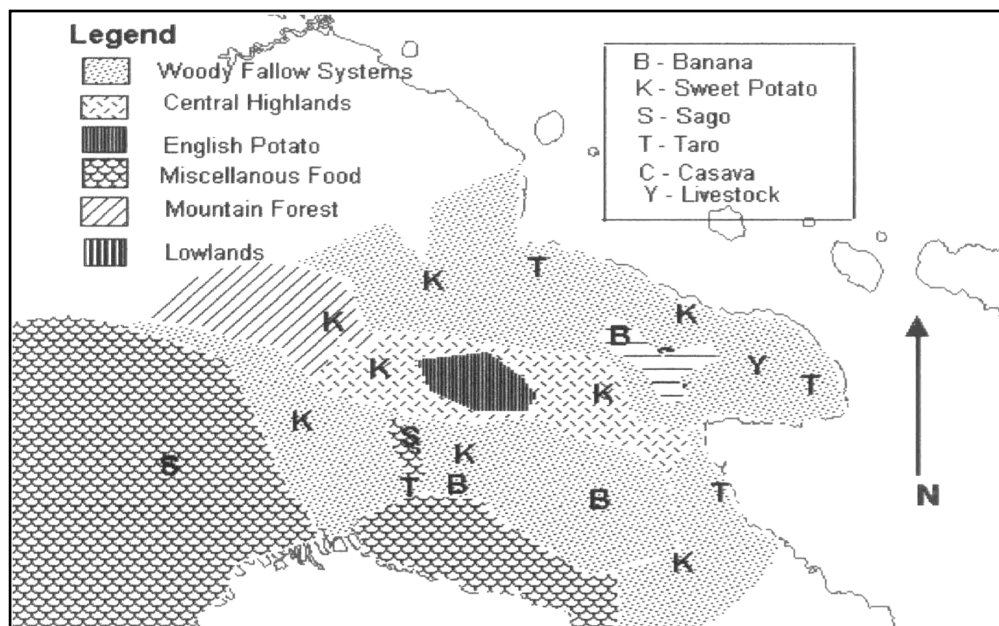 Legend
Woody Fallow Systems
Central Highlands
English Potato
Miscellanous Food
Mountain Forest
Lowlands
B - Banana
K - Sweet Potato
S - Sago
T - Taro
C - Casava
Y - Livestock
K
T
K
K
B
K
K
Y
T
K
S
K
S
T
B
B
T
K
N